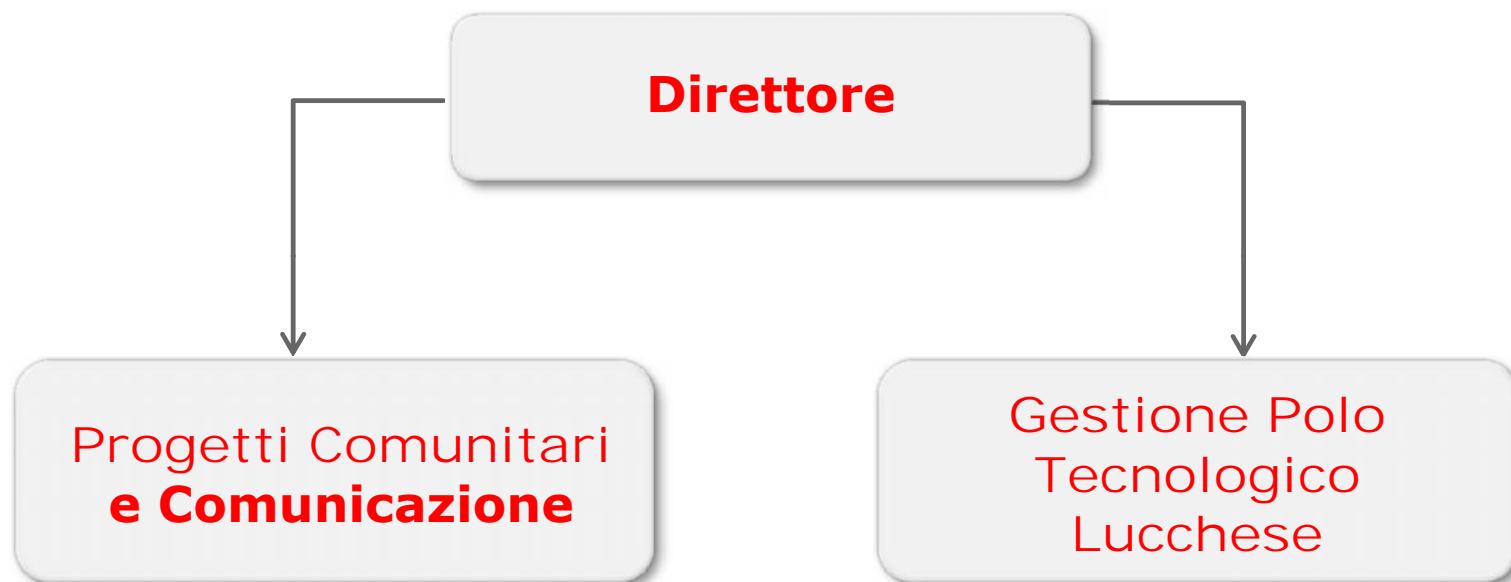 Direttore
Progetti Comunitari
e Comunicazione
Gestione Polo
Tecnologico
Lucchese